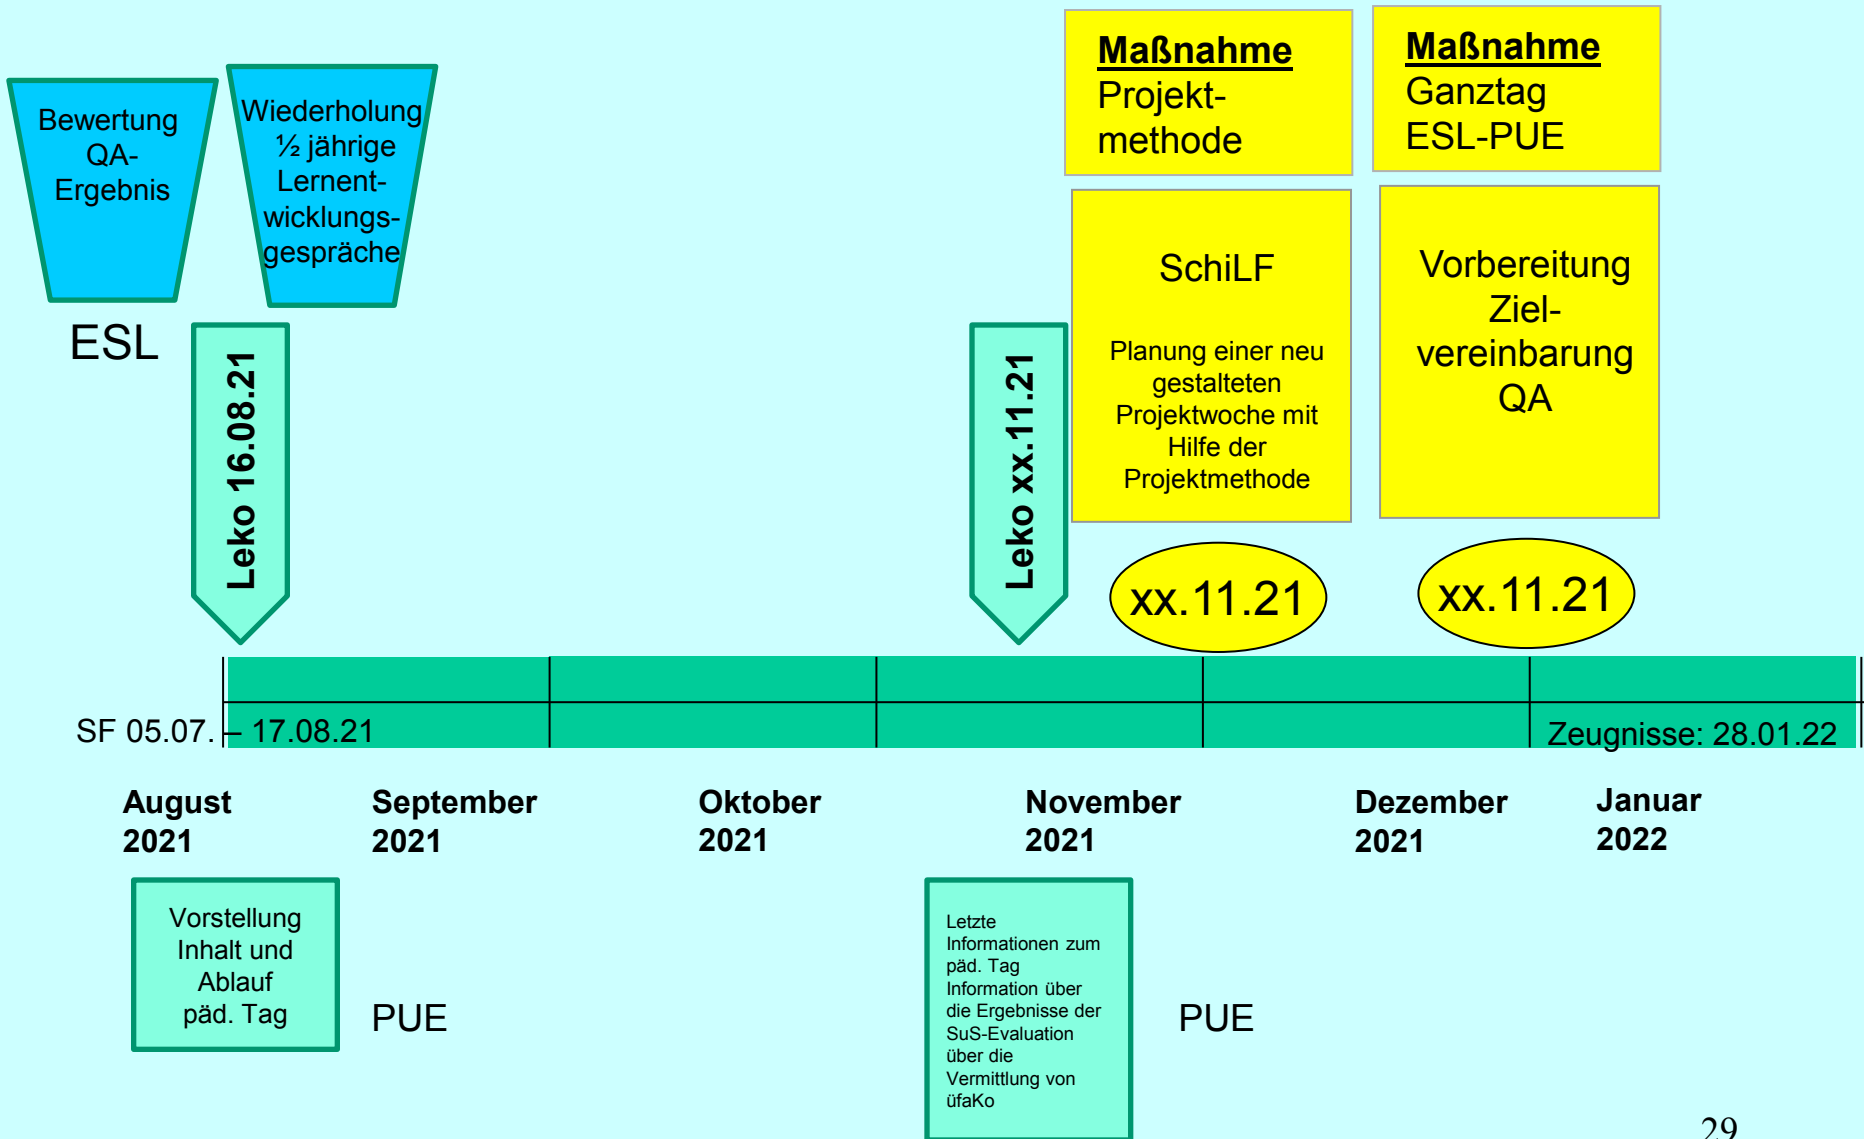 Bewertung
QA-
Ergebnis
Wiederholung
½ jährige
Lernent-
wicklungs-
gespräche
Maßnahme
Projekt-
methode
Maßnahme
Ganztag
ESL-PUE
ESL
Leko 16.08.21
Leko xx.11.21
SchiLF
Planung einer neu
gestalteten
Projektwoche mit
Hilfe der
Projektmethode
Vorbereitung
Ziel-
vereinbarung
QA
xx.11.21
xx.11.21
SF 05.07. – 17.08.21
Zeugnisse: 28.01.22
August
2021
September
2021
Oktober
2021
November
2021
Dezember
2021
Januar
2022
Vorstellung
Inhalt und
Ablauf
päd. Tag
PUE
Letzte
Informationen zum
päd. Tag
Information über
die Ergebnisse der
SuS-Evaluation
über die
Vermittlung von
üfaKo
PUE
29